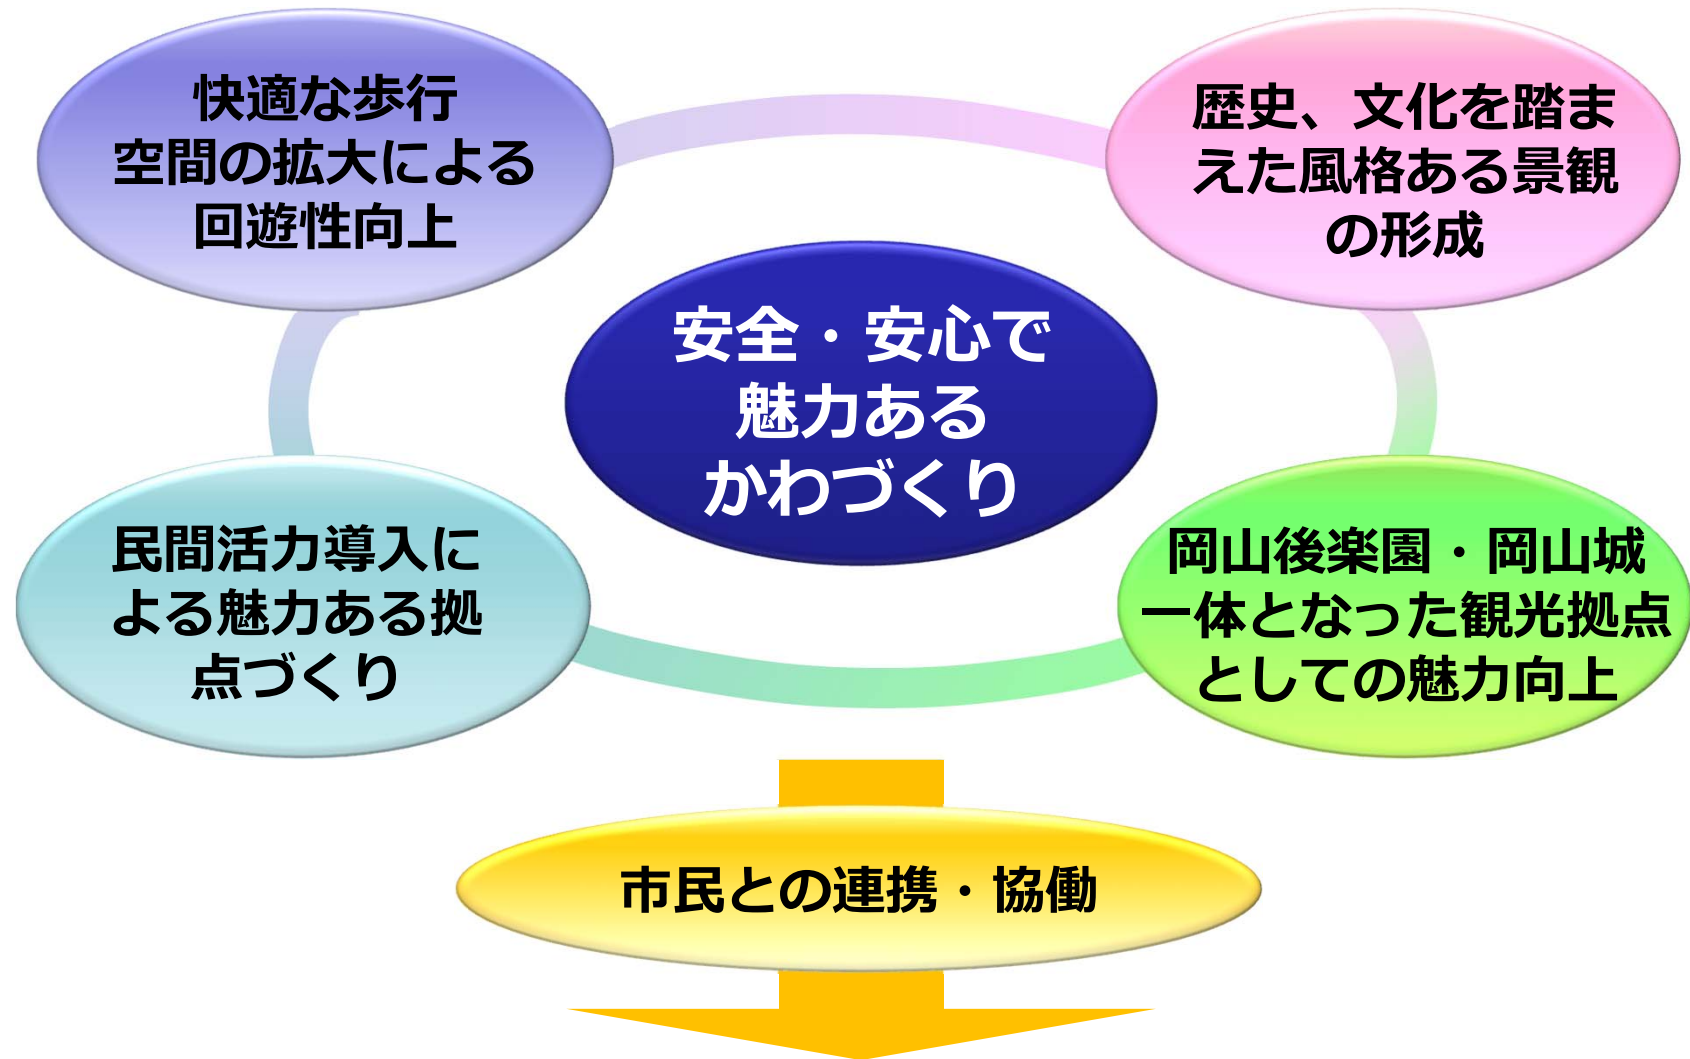 快適な歩行
空間の拡大による
回遊性向上
歴史、文化を踏ま
えた風格ある景観
の形成
安全・安心で
魅力ある
かわづくり
民間活力導入に
よる魅力ある拠
点づくり
岡山後楽園・岡山城
一体となった観光拠点
としての魅力向上
市民との連携・協働